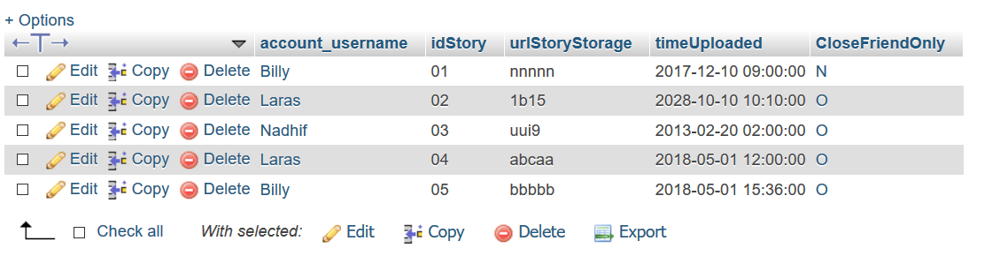 + Options
account_username idStory urlStoryStorage timeUploaded CloseFriendOnly
Edit Copy Delete Billy 01 nnnnn 2017-12-10 09:00:00 N
Edit Copy Delete Laras 02 1b15 2028-10-10 10:10:00 O
Edit Copy Delete Nadhif 03 uui9 2013-02-20 02:00:00 O
Edit Copy Delete Laras 04 abcaa 2018-05-01 12:00:00 O
Edit Copy Delete Billy 05 bbbbb 2018-05-01 15:36:00 O
Check all With selected: Edit Copy Delete Export